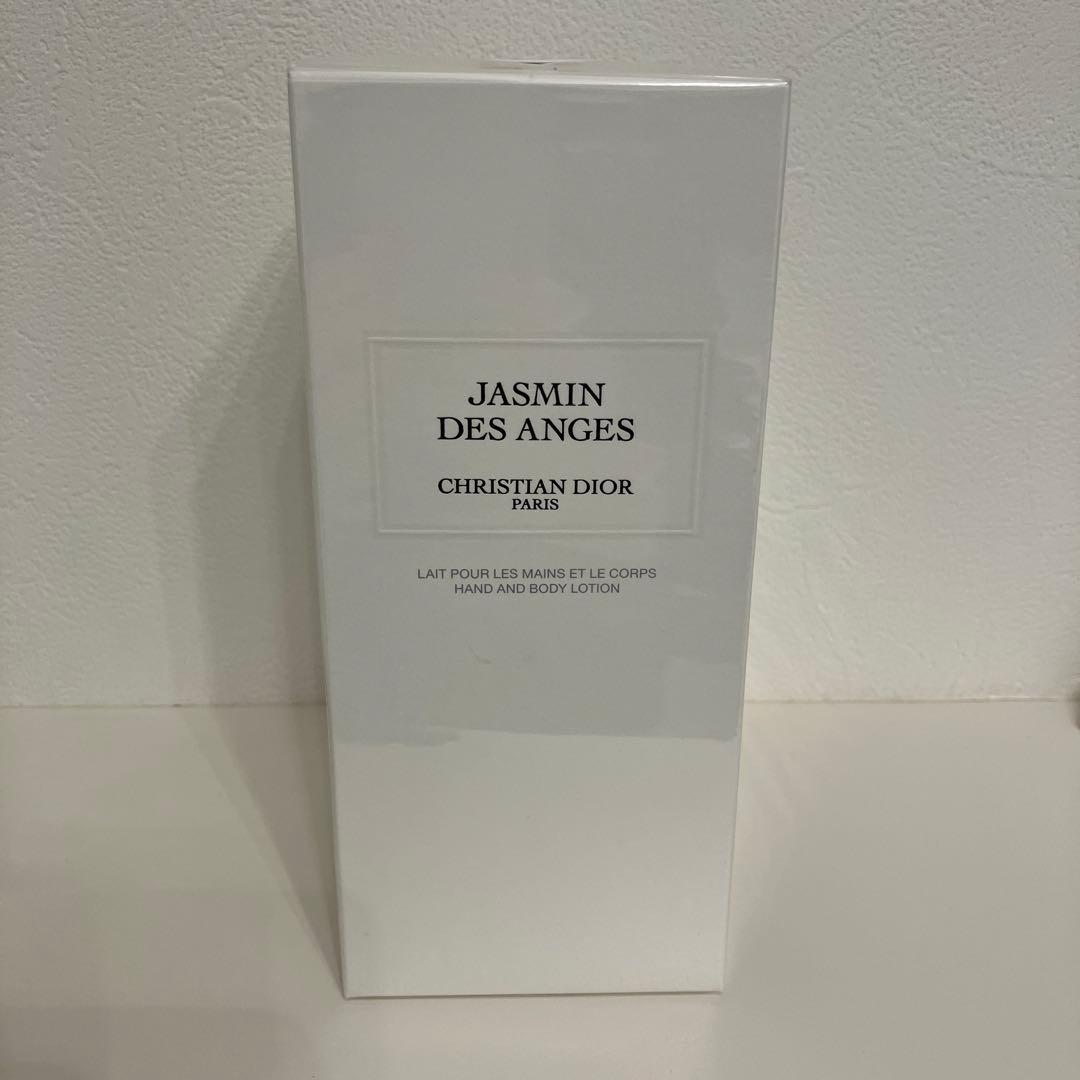 JASMIN
DES ANGES
CHRISTIAN DIOR
PARIS
LAIT POUR LES MAINS ET LE CORPS
HAND AND BODY LOTION